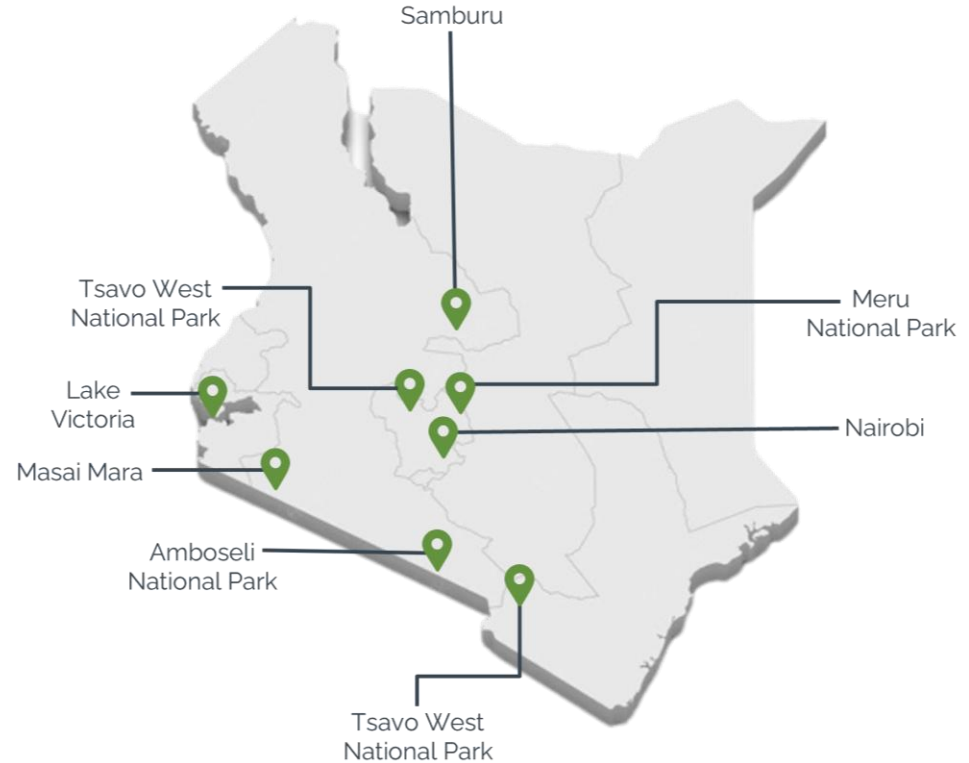 Samburu
Tsavo West
National Park
Meru
National Park
Lake
Victoria
Nairobi
Masai Mara
Amboseli
National Park
Tsavo West
National Park